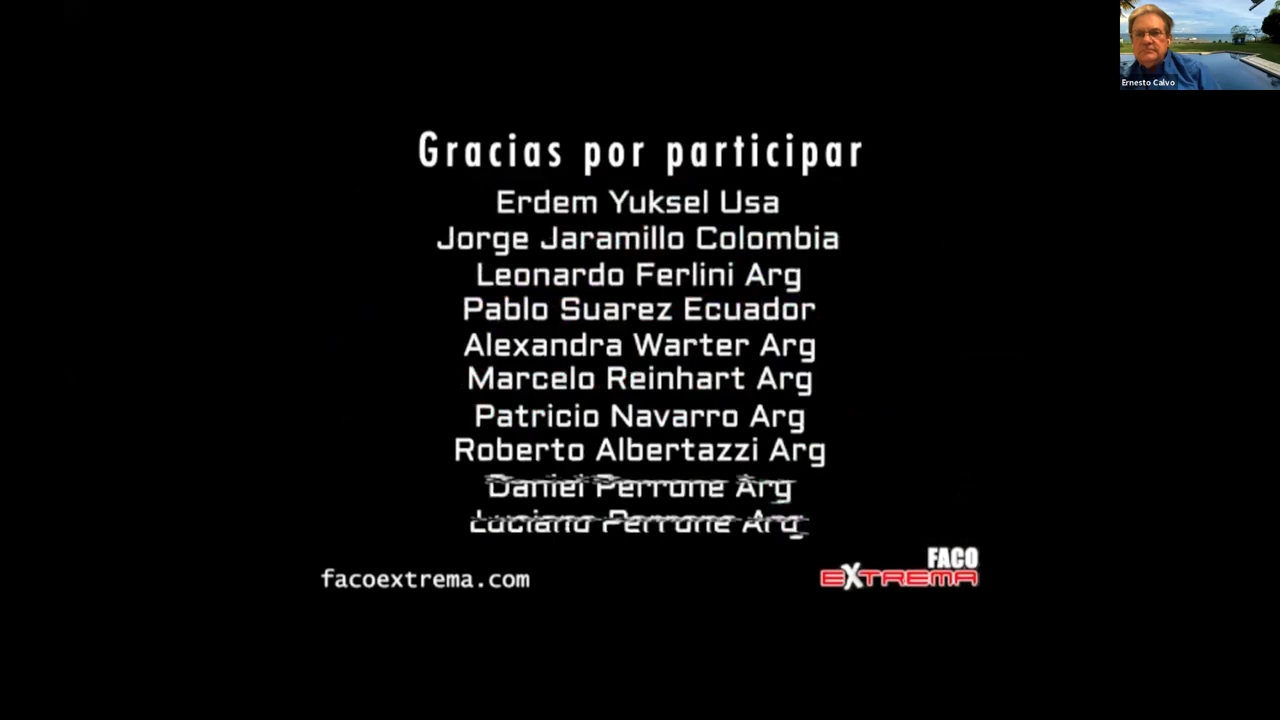 Ernesto Calvo
Gracias por participar
Erdem Yuksel Usa
Jorge Jaramillo Colombia
Leonardo Ferlini Arg
Pablo Suarez Ecuador
Alexandra Warter Arg
Marcelo Reinhart Arg
Patricio Navarro Arg
Roberto Albertazzi Arg
Daniel Perrone Arg
Luciano Perrone Arg
facoextrema.com
FACO
EXTREMA